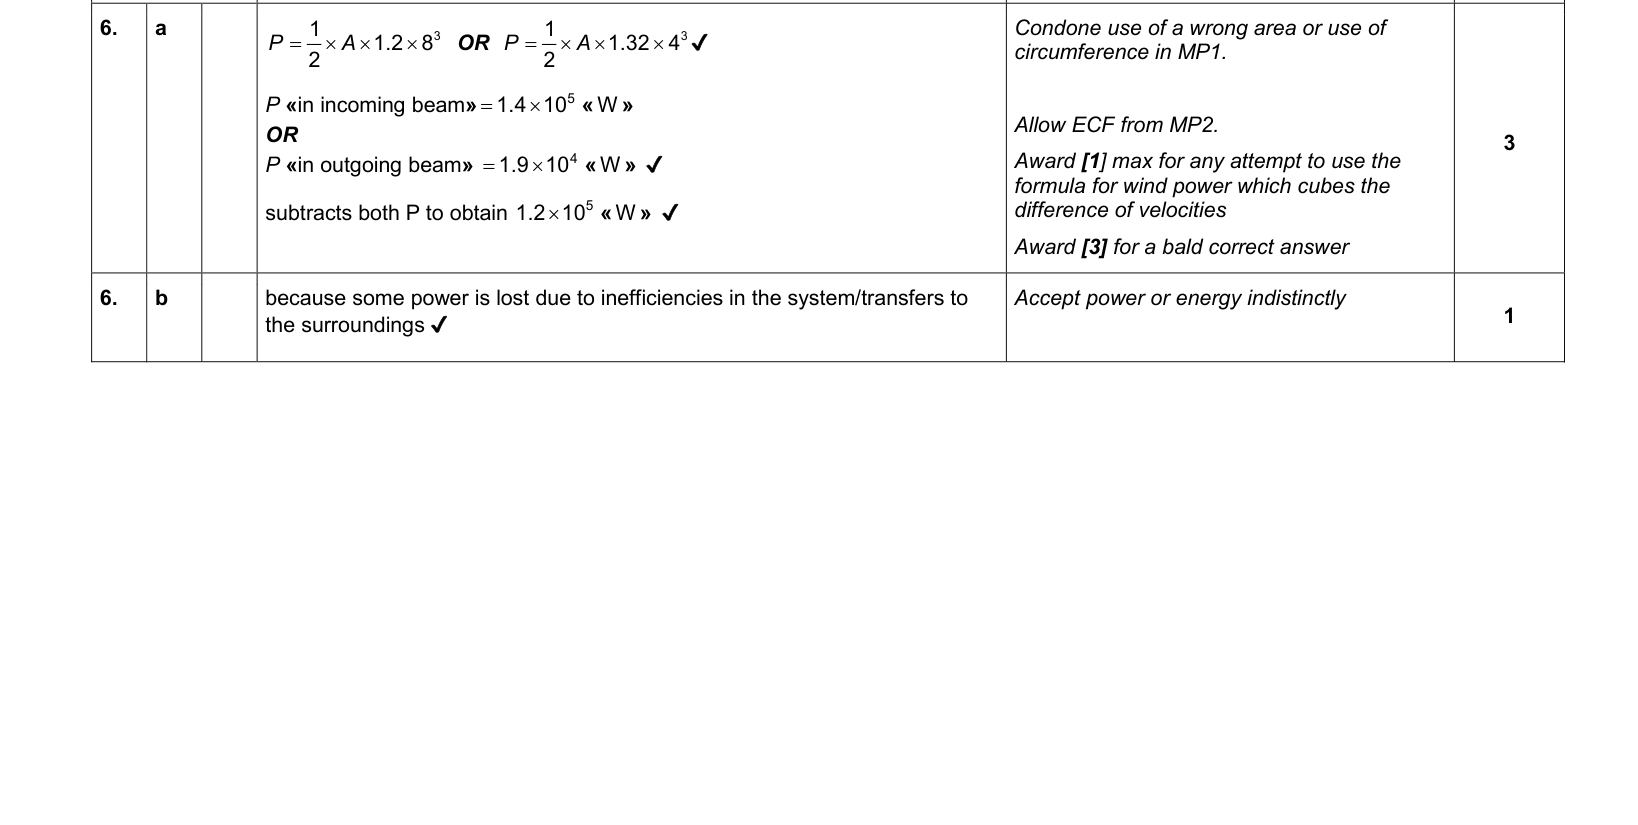 6. a
P = 1/2 × A × 1.2 × 8³ OR P = 1/2 × A × 1.32 × 4³ ✓
P «in incoming beam» = 1.4 × 10⁵ « W »
OR
P «in outgoing beam» = 1.9 × 10⁴ « W » ✓
subtracts both P to obtain 1.2 × 10⁵ « W » ✓
Condone use of a wrong area or use of
circumference in MP1.
Allow ECF from MP2.
Award [1] max for any attempt to use the
formula for wind power which cubes the
difference of velocities
Award [3] for a bald correct answer
3
6. b
because some power is lost due to inefficiencies in the system/transfers to
the surroundings ✓
Accept power or energy indistinctly
1